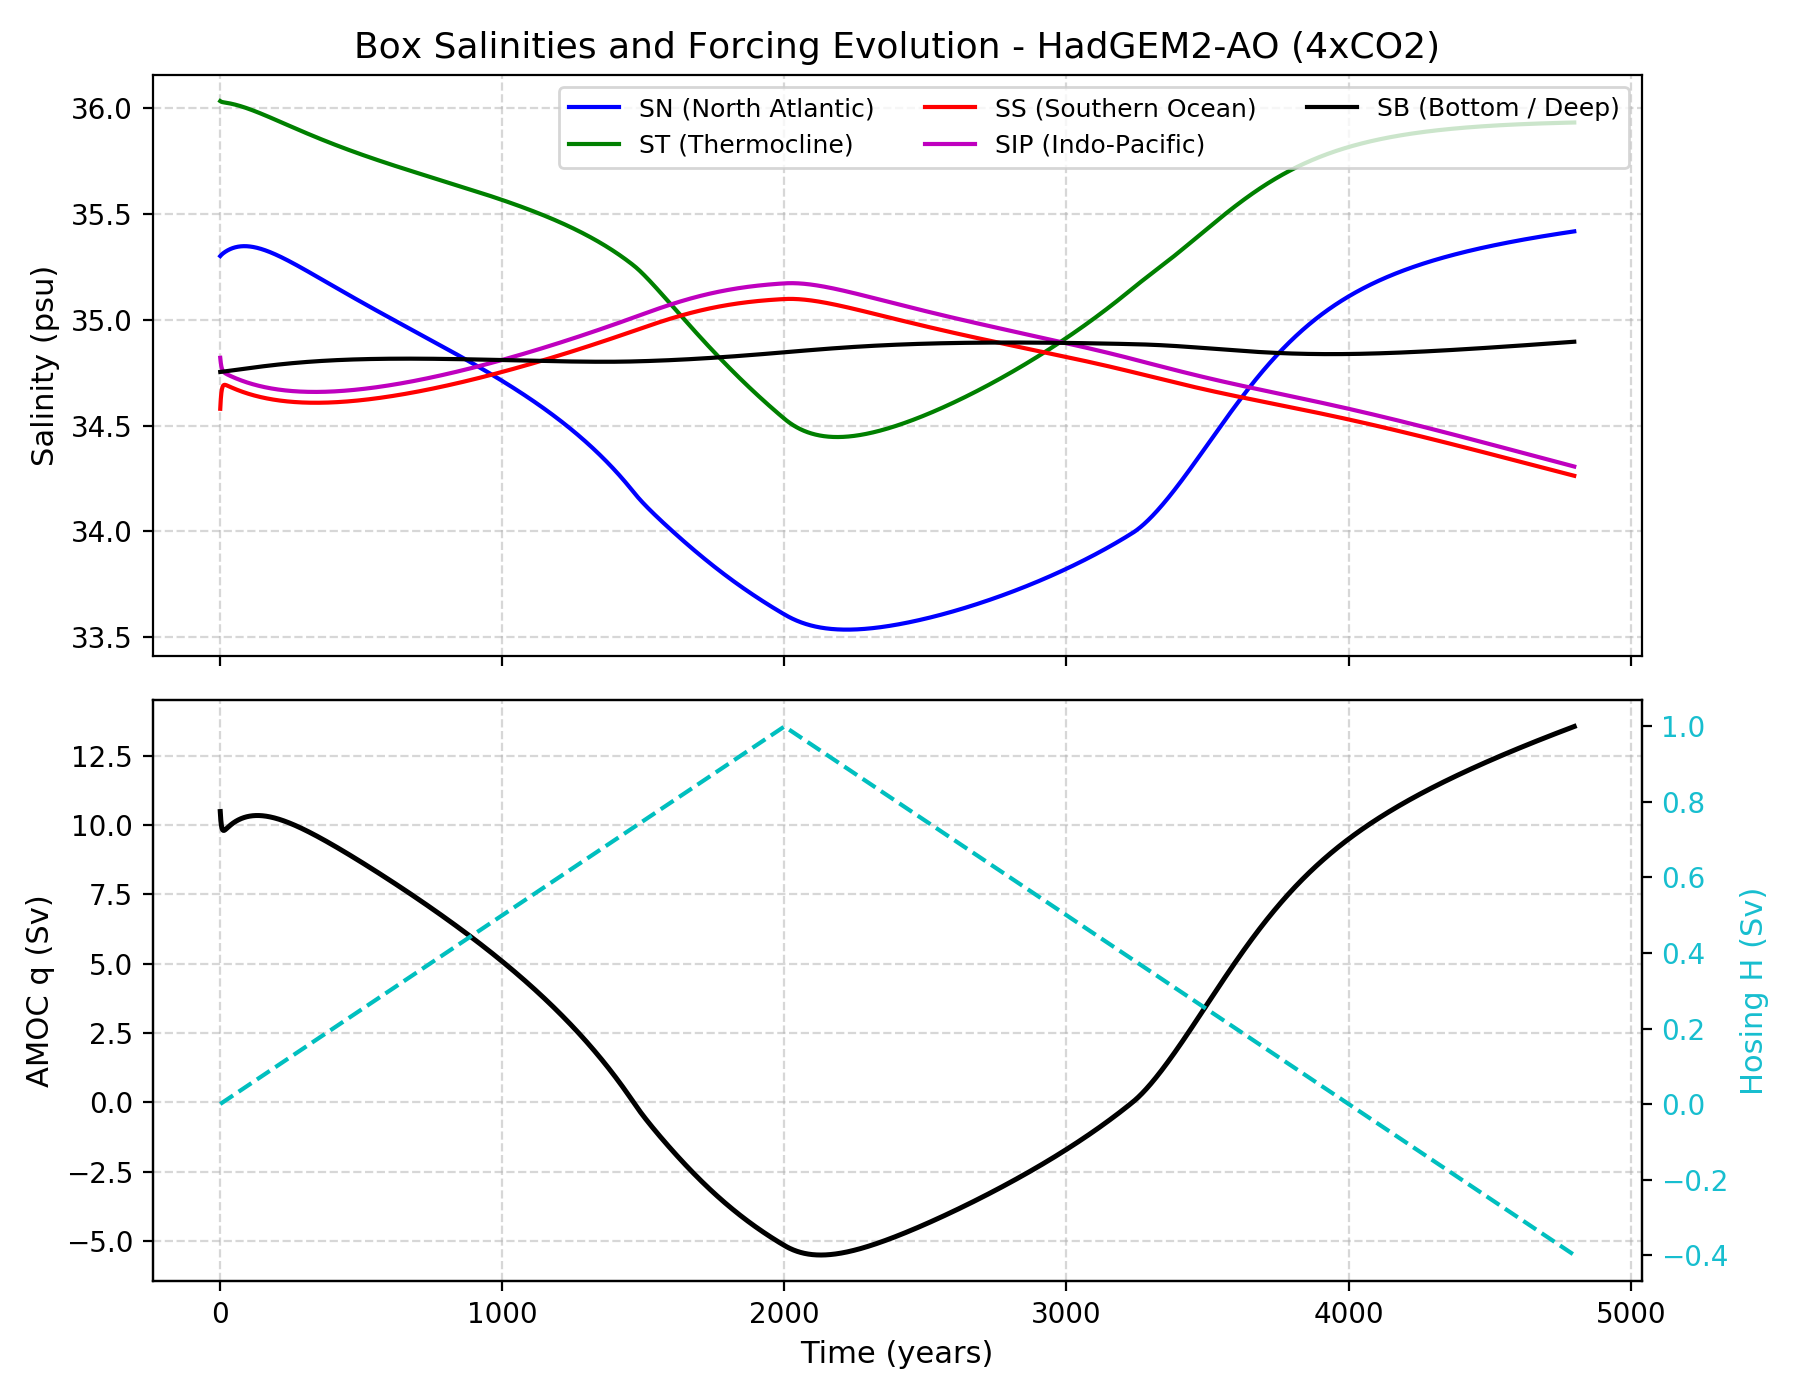 Box Salinities and Forcing Evolution - HadGEM2-AO (4xCO2)
SN (North Atlantic)
ST (Thermocline)
SS (Southern Ocean)
SIP (Indo-Pacific)
SB (Bottom / Deep)
Salinity (psu)
36.0
35.5
35.0
34.5
34.0
33.5
AMOC q (Sv)
12.5
10.0
7.5
5.0
2.5
0.0
−2.5
−5.0
1.0
0.8
0.6
0.4
0.2
0.0
−0.2
−0.4
Hosing H (Sv)
0 1000 2000 3000 4000 5000
Time (years)